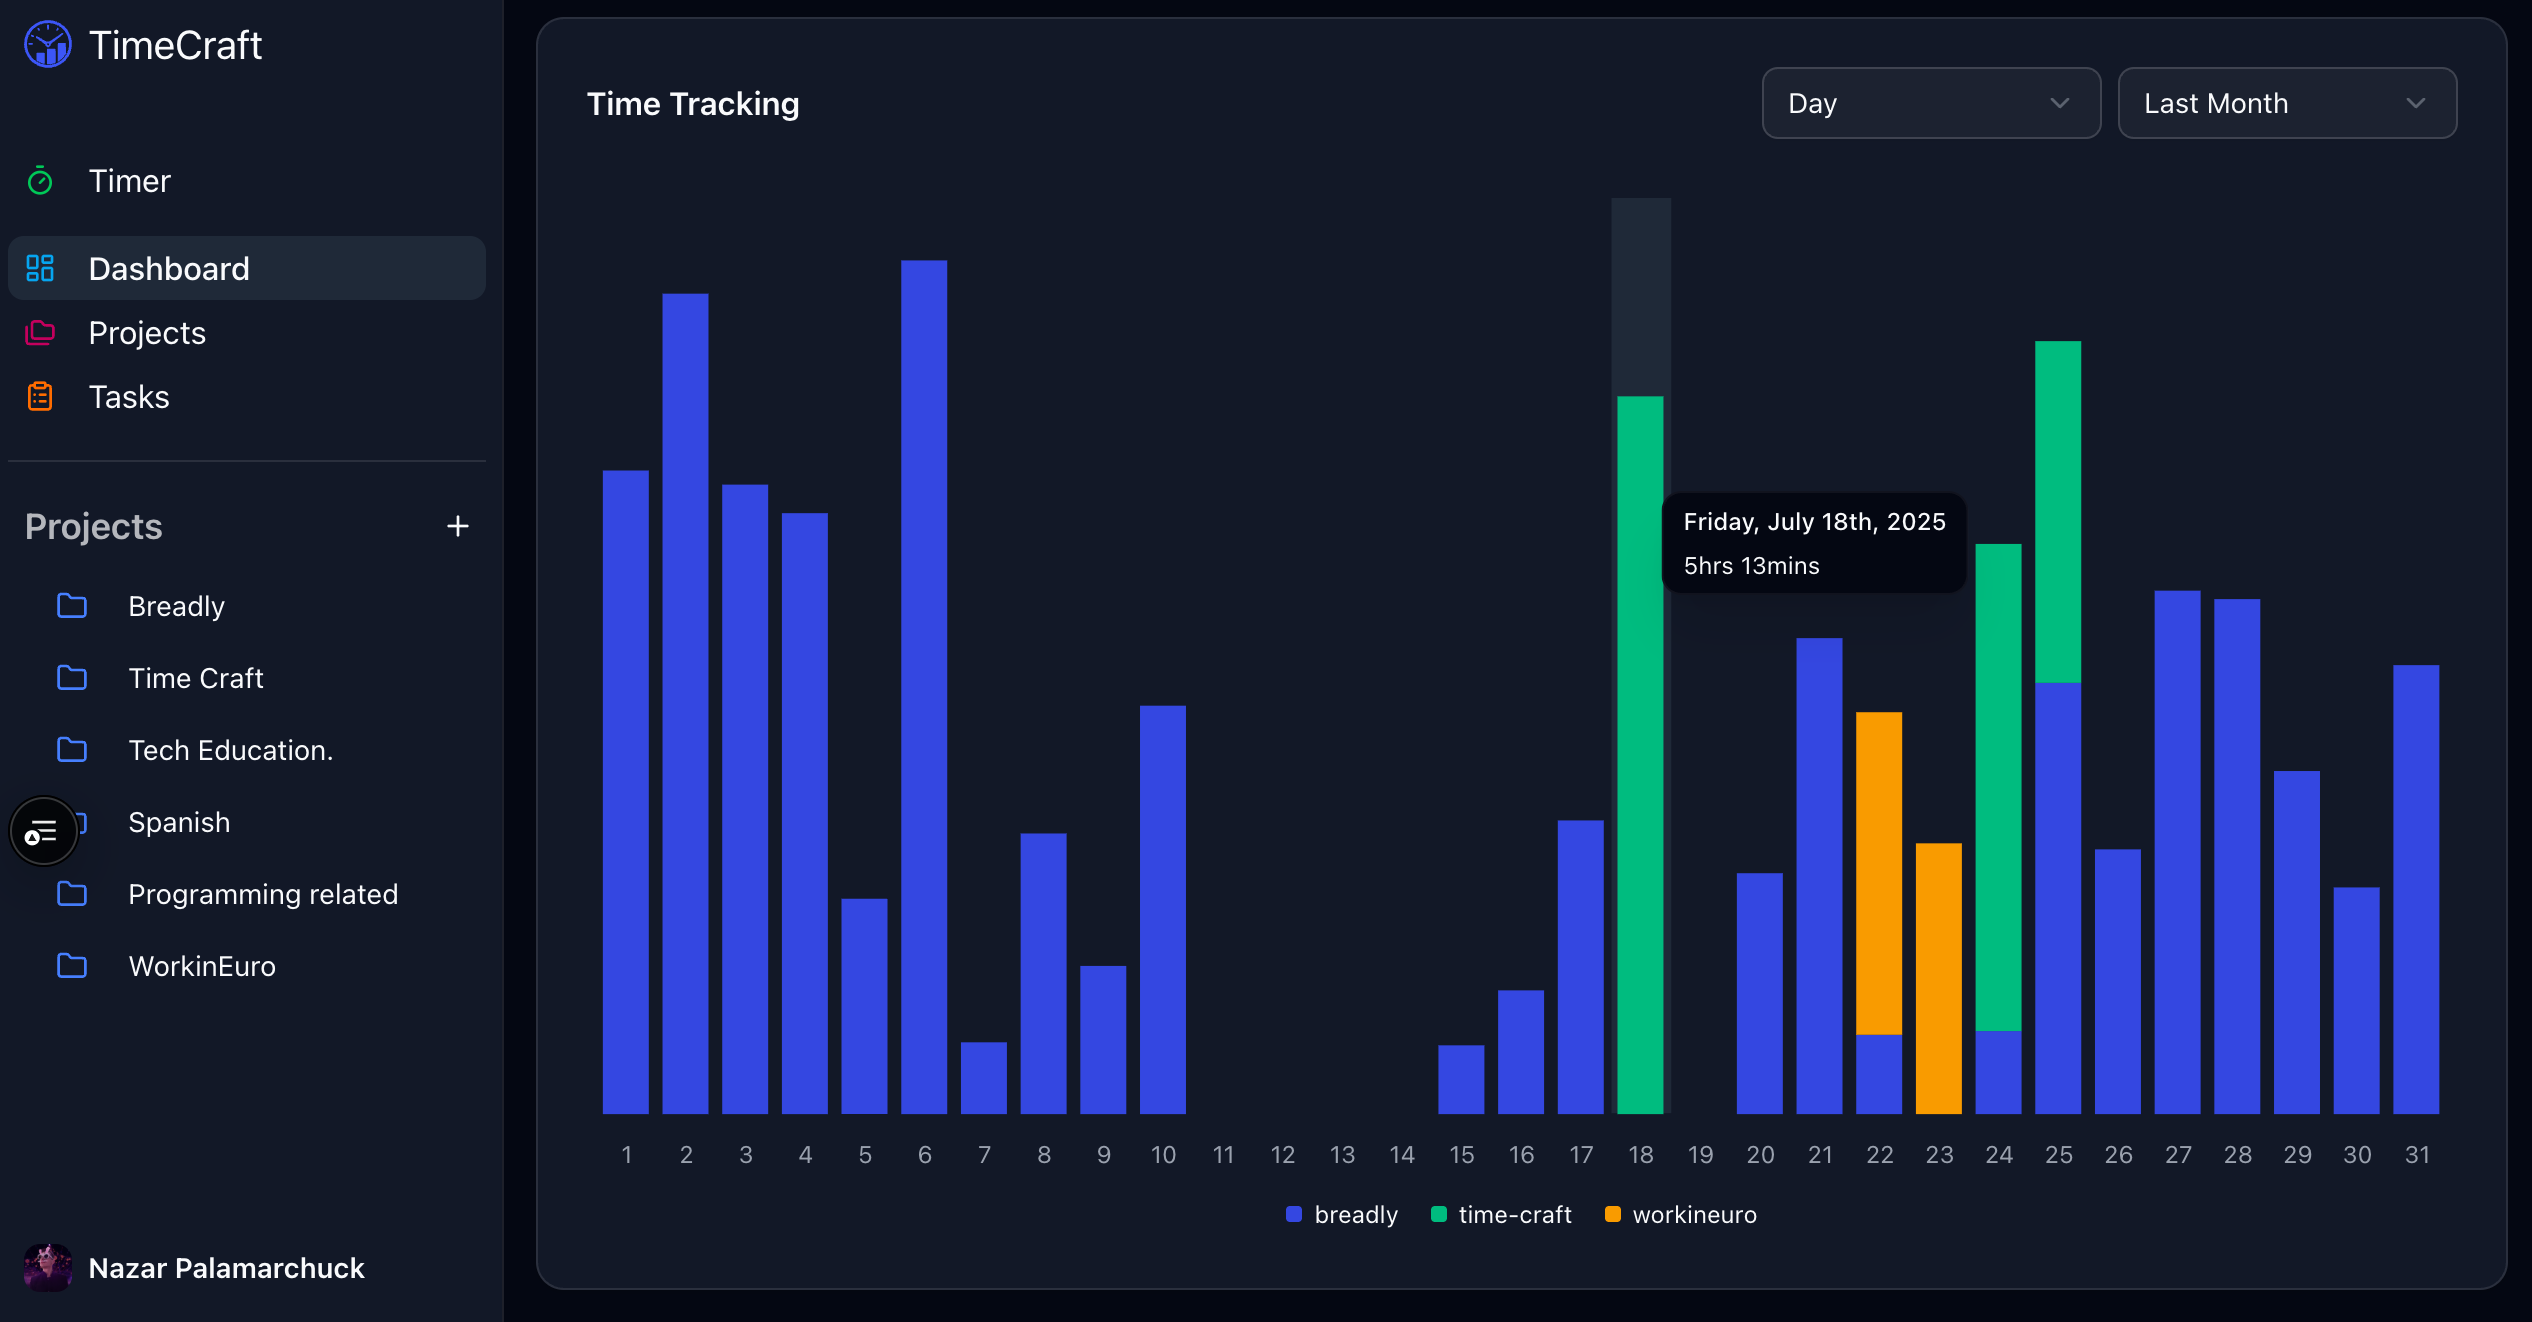 TimeCraft
Timer
Dashboard
Projects
Tasks
Projects
Breadly
Time Craft
Tech Education.
Spanish
Programming related
WorkinEuro
Nazar Palamarchuck
Time Tracking
Day
Last Month
Friday, July 18th, 2025
5hrs 13mins
1 2 3 4 5 6 7 8 9 10 11 12 13 14 15 16 17 18 19 20 21 22 23 24 25 26 27 28 29 30 31
breadly time-craft workineuro